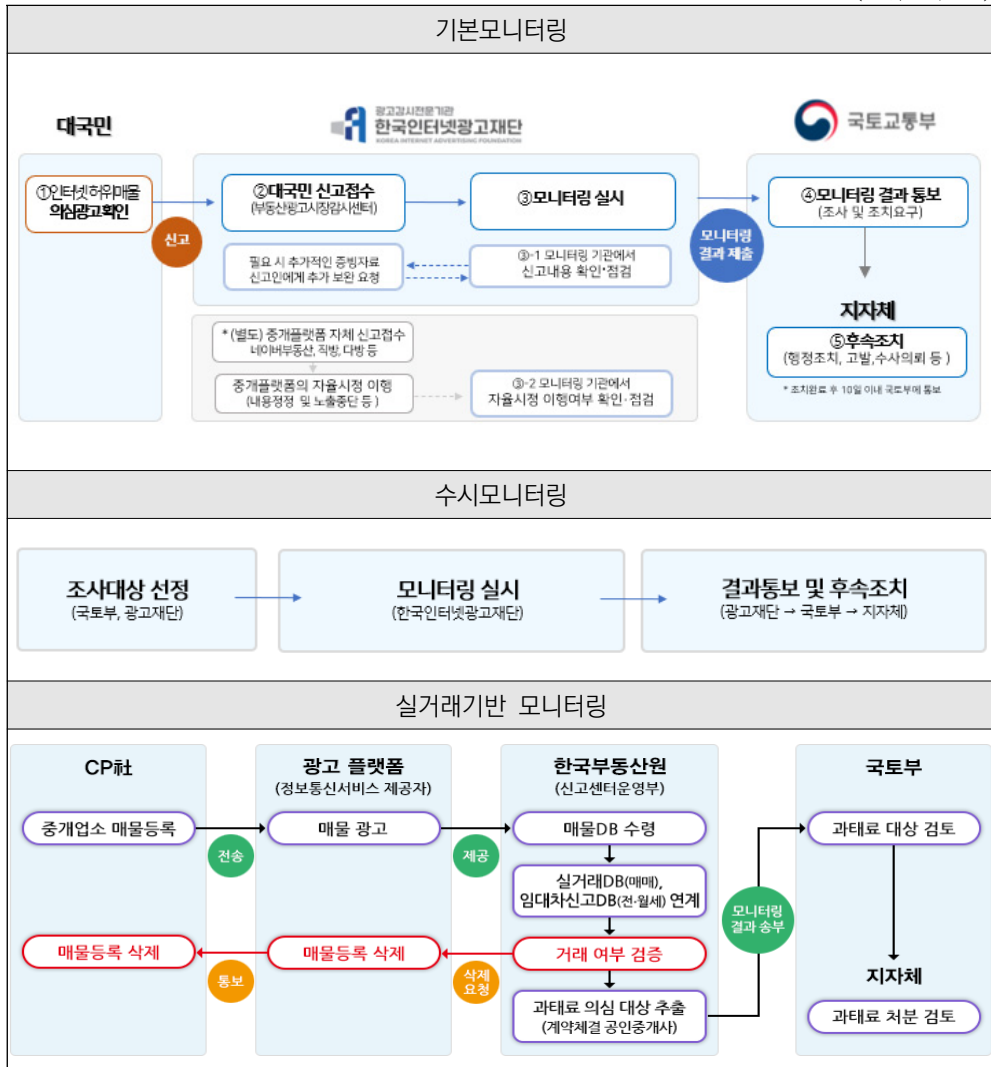 기본모니터링
대국민
광고감시전문기관
한국인터넷광고재단
KOREA INTERNET ADVERTISING FOUNDATION
국토교통부
①인터넷허위매물
의심광고확인
신고
②대국민 신고접수
(부동산광고시장감시센터)
③모니터링 실시
모니터링
결과 제출
④모니터링 결과 통보
(조사 및 조치요구)
필요 시 추가적인 증빙자료
신고인에게 추가 보완 요청
③-1 모니터링 기관에서
신고내용 확인·점검
지자체
⑤후속조치
(행정조치, 고발,수사의뢰 등 )
* 조치완료 후 10일 이내 국토부에 통보
* (별도) 중개플랫폼 자체 신고접수
네이버부동산, 직방, 다방 등
중개플랫폼의 자율시정 이행
(내용정정 및 노출중단 등 )
③-2 모니터링 기관에서
자율시정 이행여부 확인·점검
수시모니터링
조사대상 선정
(국토부, 광고재단)
모니터링 실시
(한국인터넷광고재단)
결과통보 및 후속조치
(광고재단 → 국토부 → 지자체)
실거래기반 모니터링
CP社
광고 플랫폼
(정보통신서비스 제공자)
한국부동산원
(신고센터운영부)
국토부
중개업소 매물등록
전송
매물 광고
제공
매물DB 수령
과태료 대상 검토
실거래DB(매매),
임대차신고DB(전·월세) 연계
모니터링
결과 송부
매물등록 삭제
통보
매물등록 삭제
삭제
요청
거래 여부 검증
지자체
과태료 의심 대상 추출
(계약체결 공인중개사)
과태료 처분 검토